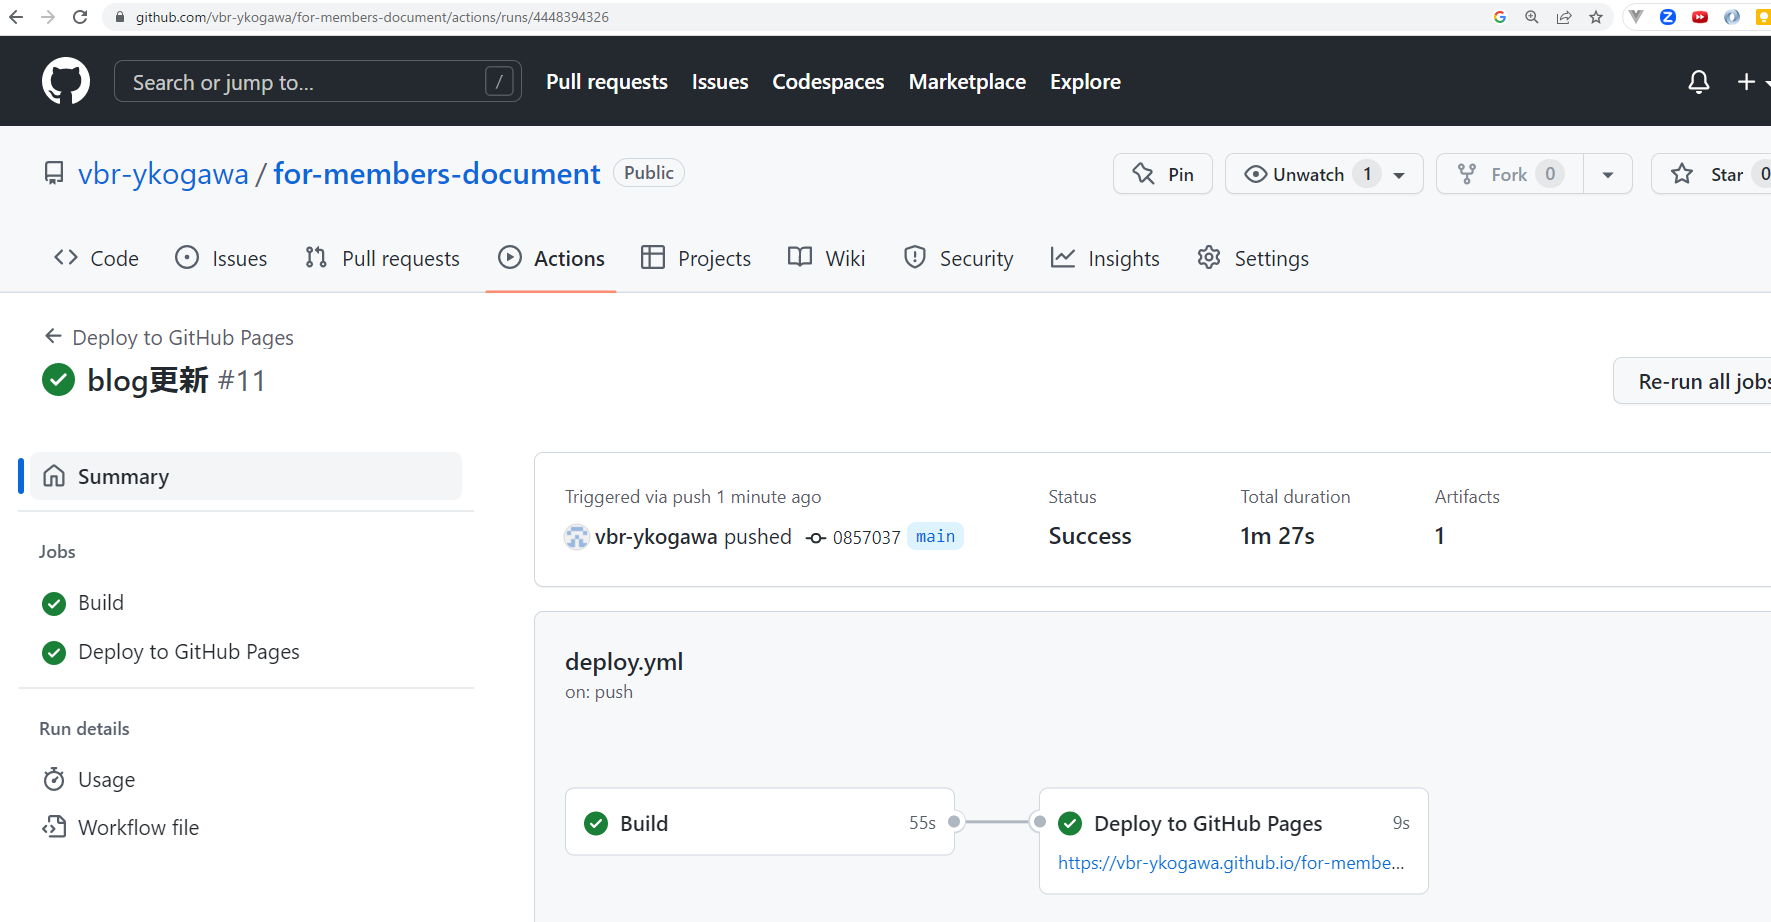 github.com/vbr-ykogawa/for-members-document/actions/runs/4448394326
Search or jump to... / Pull requests Issues Codespaces Marketplace Explore
vbr-ykogawa / for-members-document Public Pin Unwatch 1 Fork 0 Star 0
Code Issues Pull requests Actions Projects Wiki Security Insights Settings
Deploy to GitHub Pages
blog更新 #11
Re-run all jobs
Summary
Triggered via push 1 minute ago Status Total duration Artifacts
vbr-ykogawa pushed 0857037 main Success 1m 27s 1
Jobs
Build
Deploy to GitHub Pages
deploy.yml
on: push
Run details
Usage
Workflow file
Build 55s
Deploy to GitHub Pages 9s
https://vbr-ykogawa.github.io/for-membe...